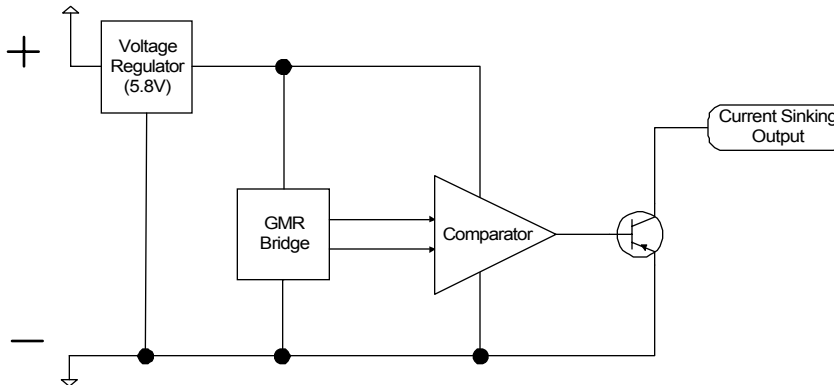 +
Voltage
Regulator
(5.8V)
Current Sinking
Output
GMR
Bridge
Comparator
−